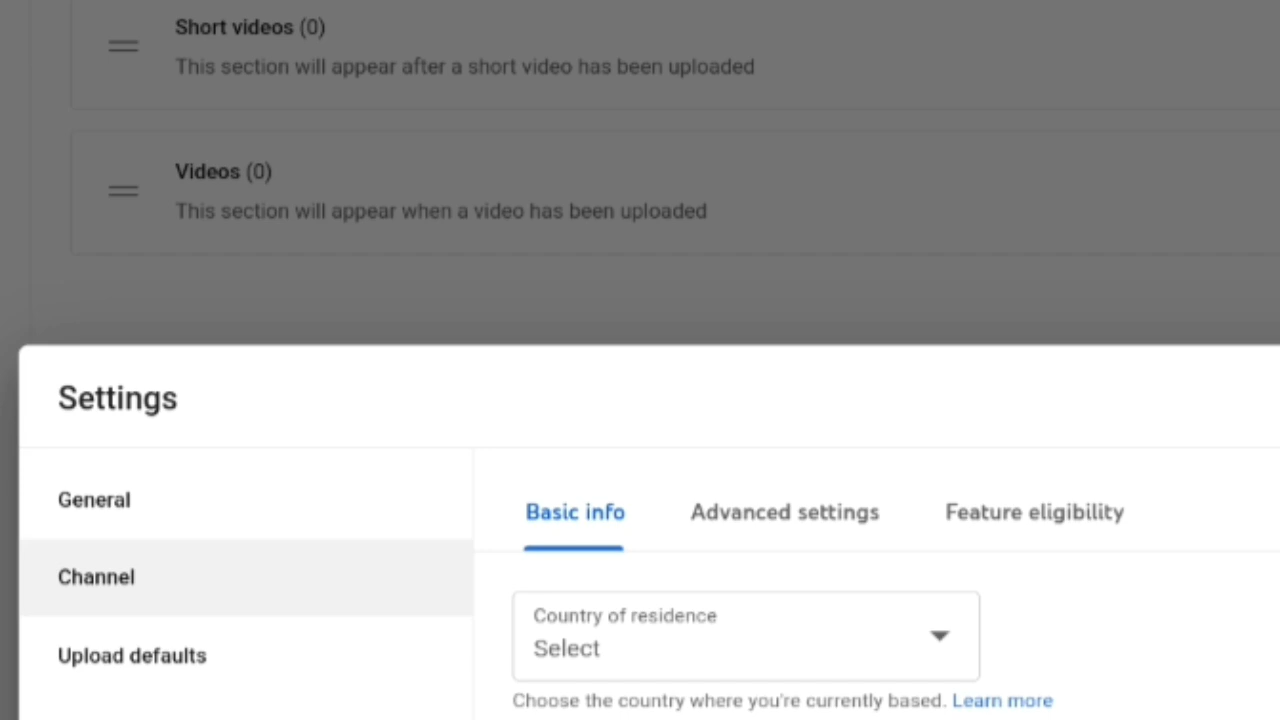 Short videos (0)
This section will appear after a short video has been uploaded
Videos (0)
This section will appear when a video has been uploaded
Settings
General
Channel
Upload defaults
Basic info Advanced settings Feature eligibility
Country of residence
Select
Choose the country where you're currently based. Learn more